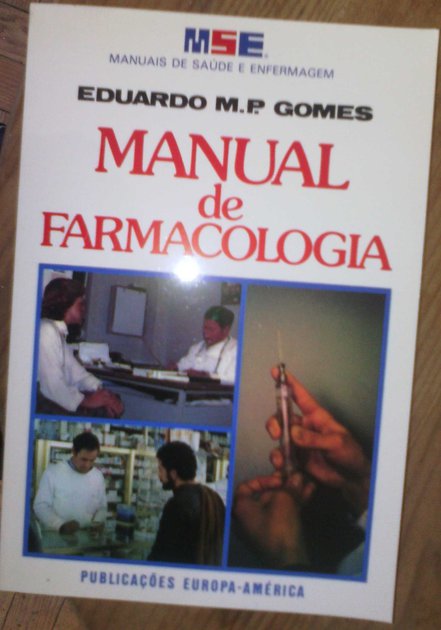 MSE
MANUAIS DE SAÚDE E ENFERMAGEM
EDUARDO M.P. GOMES
MANUAL
de
FARMACOLOGIA
PUBLICAÇÕES EUROPA-AMÉRICA